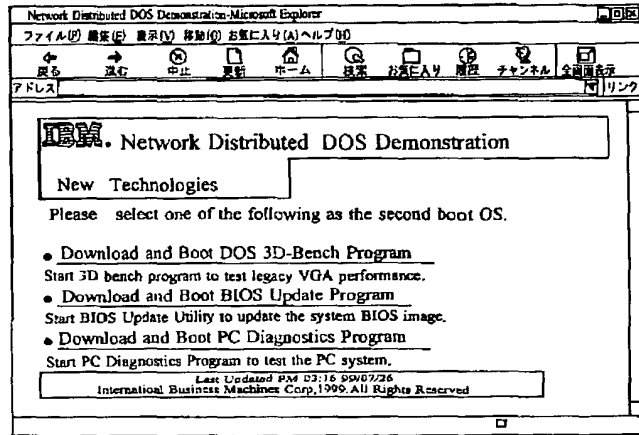 Network Distributed DOS Demonstration-Microsoft Explorer
ファイル(F) 編集(E) 表示(V) 移動(G) お気に入り(A) ヘルプ(H)
戻る 進む 中止 更新 ホーム 検索 お気に入り 履歴 チャンネル 全画面表示
アドレス リンク
IBM. Network Distributed DOS Demonstration
New Technologies
Please select one of the following as the second boot OS.
• Download and Boot DOS 3D-Bench Program
Start 3D bench program to test legacy VGA performance.
• Download and Boot BIOS Update Program
Start BIOS Update Utility to update the system BIOS image.
• Download and Boot PC Diagnostics Program
Start PC Diagnostics Program to test the PC system.
Last Updated PM 03:16 99/07/26
International Business Machines Corp,1999. All Rights Reserved